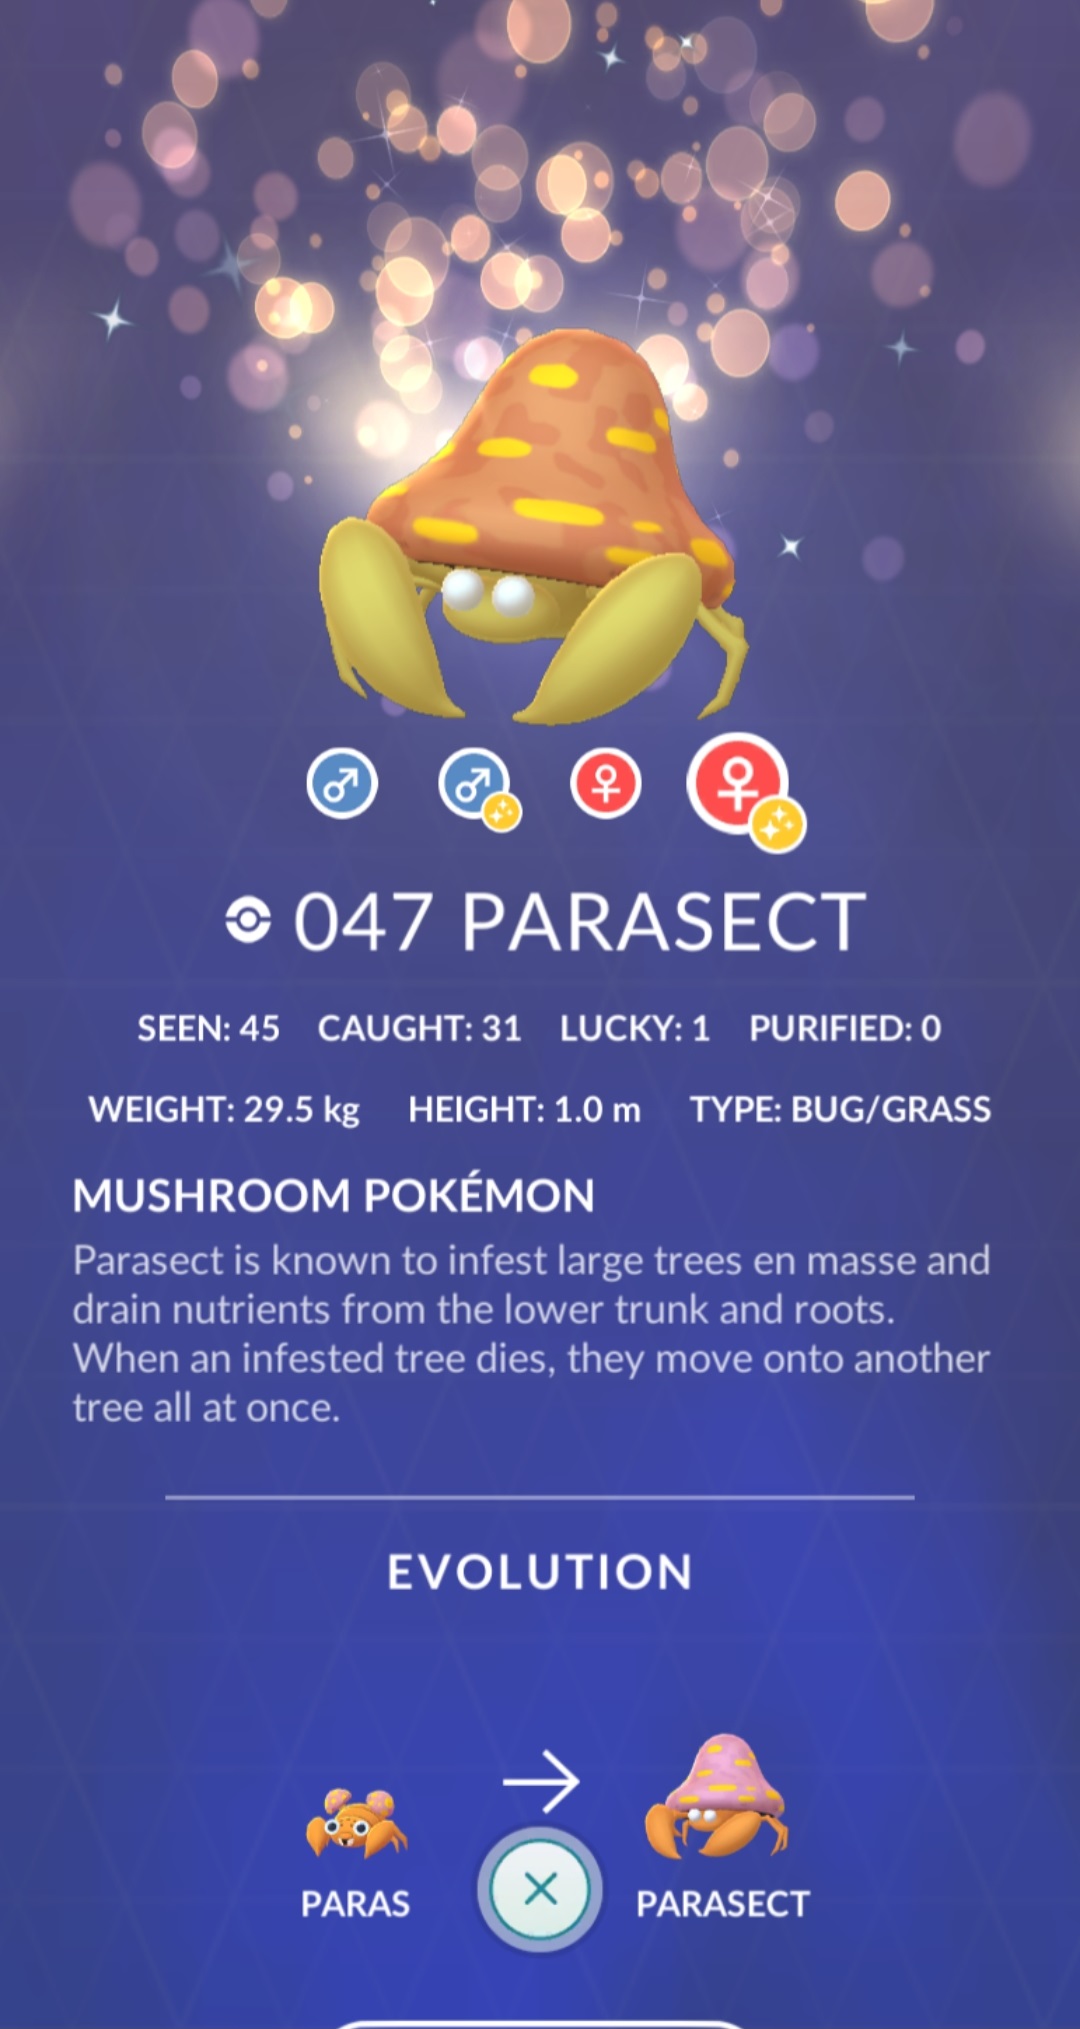 047 PARASECT
SEEN: 45 CAUGHT: 31 LUCKY: 1 PURIFIED: 0
WEIGHT: 29.5 kg HEIGHT: 1.0 m TYPE: BUG/GRASS
MUSHROOM POKÉMON
Parasect is known to infest large trees en masse and
drain nutrients from the lower trunk and roots.
When an infested tree dies, they move onto another
tree all at once.
EVOLUTION
PARAS PARASECT